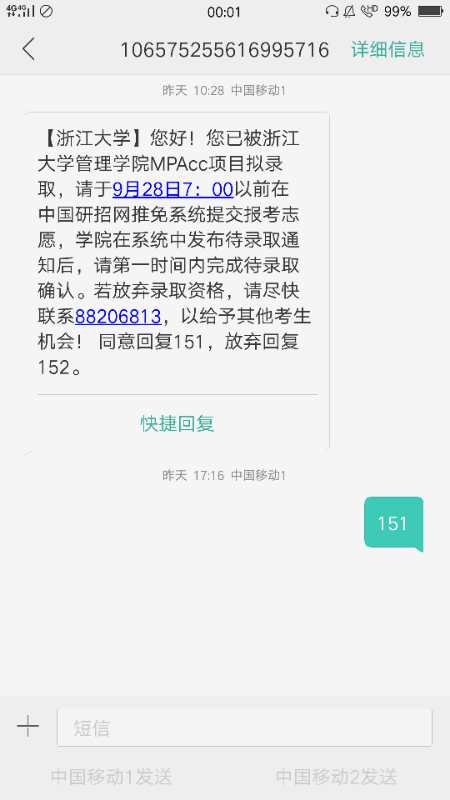 4G 4G 00:01 HD 99%
106575255616995716 详细信息
昨天 10:28 中国移动1
【浙江大学】您好！您已被浙江
大学管理学院MPAcc项目拟录
取，请于9月28日7：00以前在
中国研招网推免系统提交报考志
愿，学院在系统中发布待录取通
知后，请第一时间内完成待录取
确认。若放弃录取资格，请尽快
联系88206813，以给予其他考生
机会！ 同意回复151，放弃回复
152。
快捷回复
昨天 17:16 中国移动1
151
短信
中国移动1发送 中国移动2发送